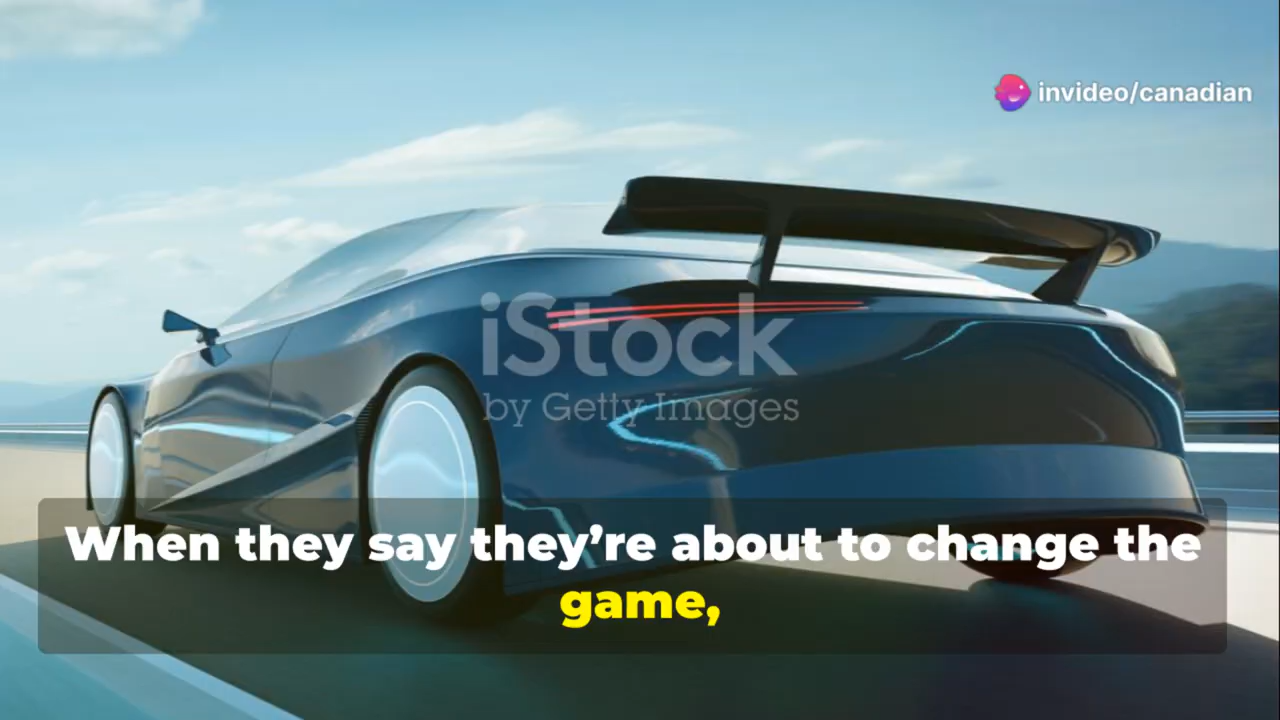 invideo/canadian
iStock
by Getty Images
When they say they’re about to change the
game,